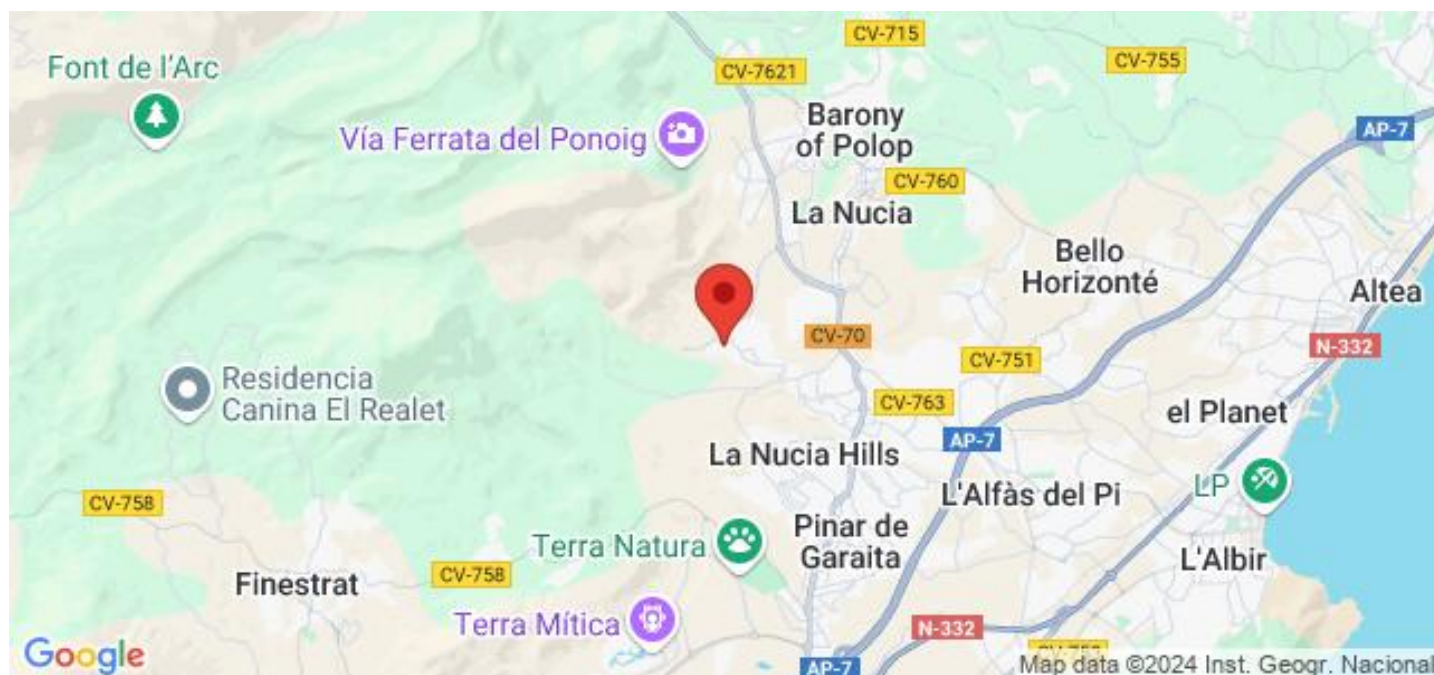 CV-715
CV-755
Font de l'Arc
CV-7621
Barony
of Polop
AP-7
Vía Ferrata del Ponoig
CV-760
La Nucia
Bello
Horizonté
Altea
CV-70
N-332
CV-751
Residencia
Canina El Realet
CV-763
el Planet
AP-7
La Nucia Hills
LP
CV-758
L'Alfàs del Pi
Pinar de
Garaita
Terra Natura
L'Albir
CV-758
Finestrat
Terra Mítica
N-332
Google
AP-7
Map data ©2024 Inst. Geogr. Nacional